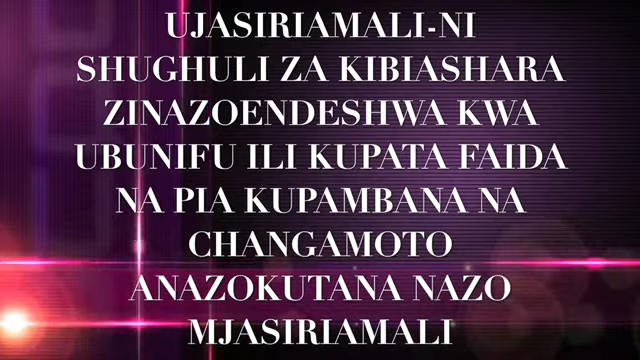 UJASIRIAMALI-NI
SHUGHULI ZA KIBIASHARA
ZINAZOENDESHWA KWA
UBUNIFU ILI KUPATA FAIDA
NA PIA KUPAMBANA NA
CHANGAMOTO
ANAZOKUTANA NAZO
MJASIRIAMALI